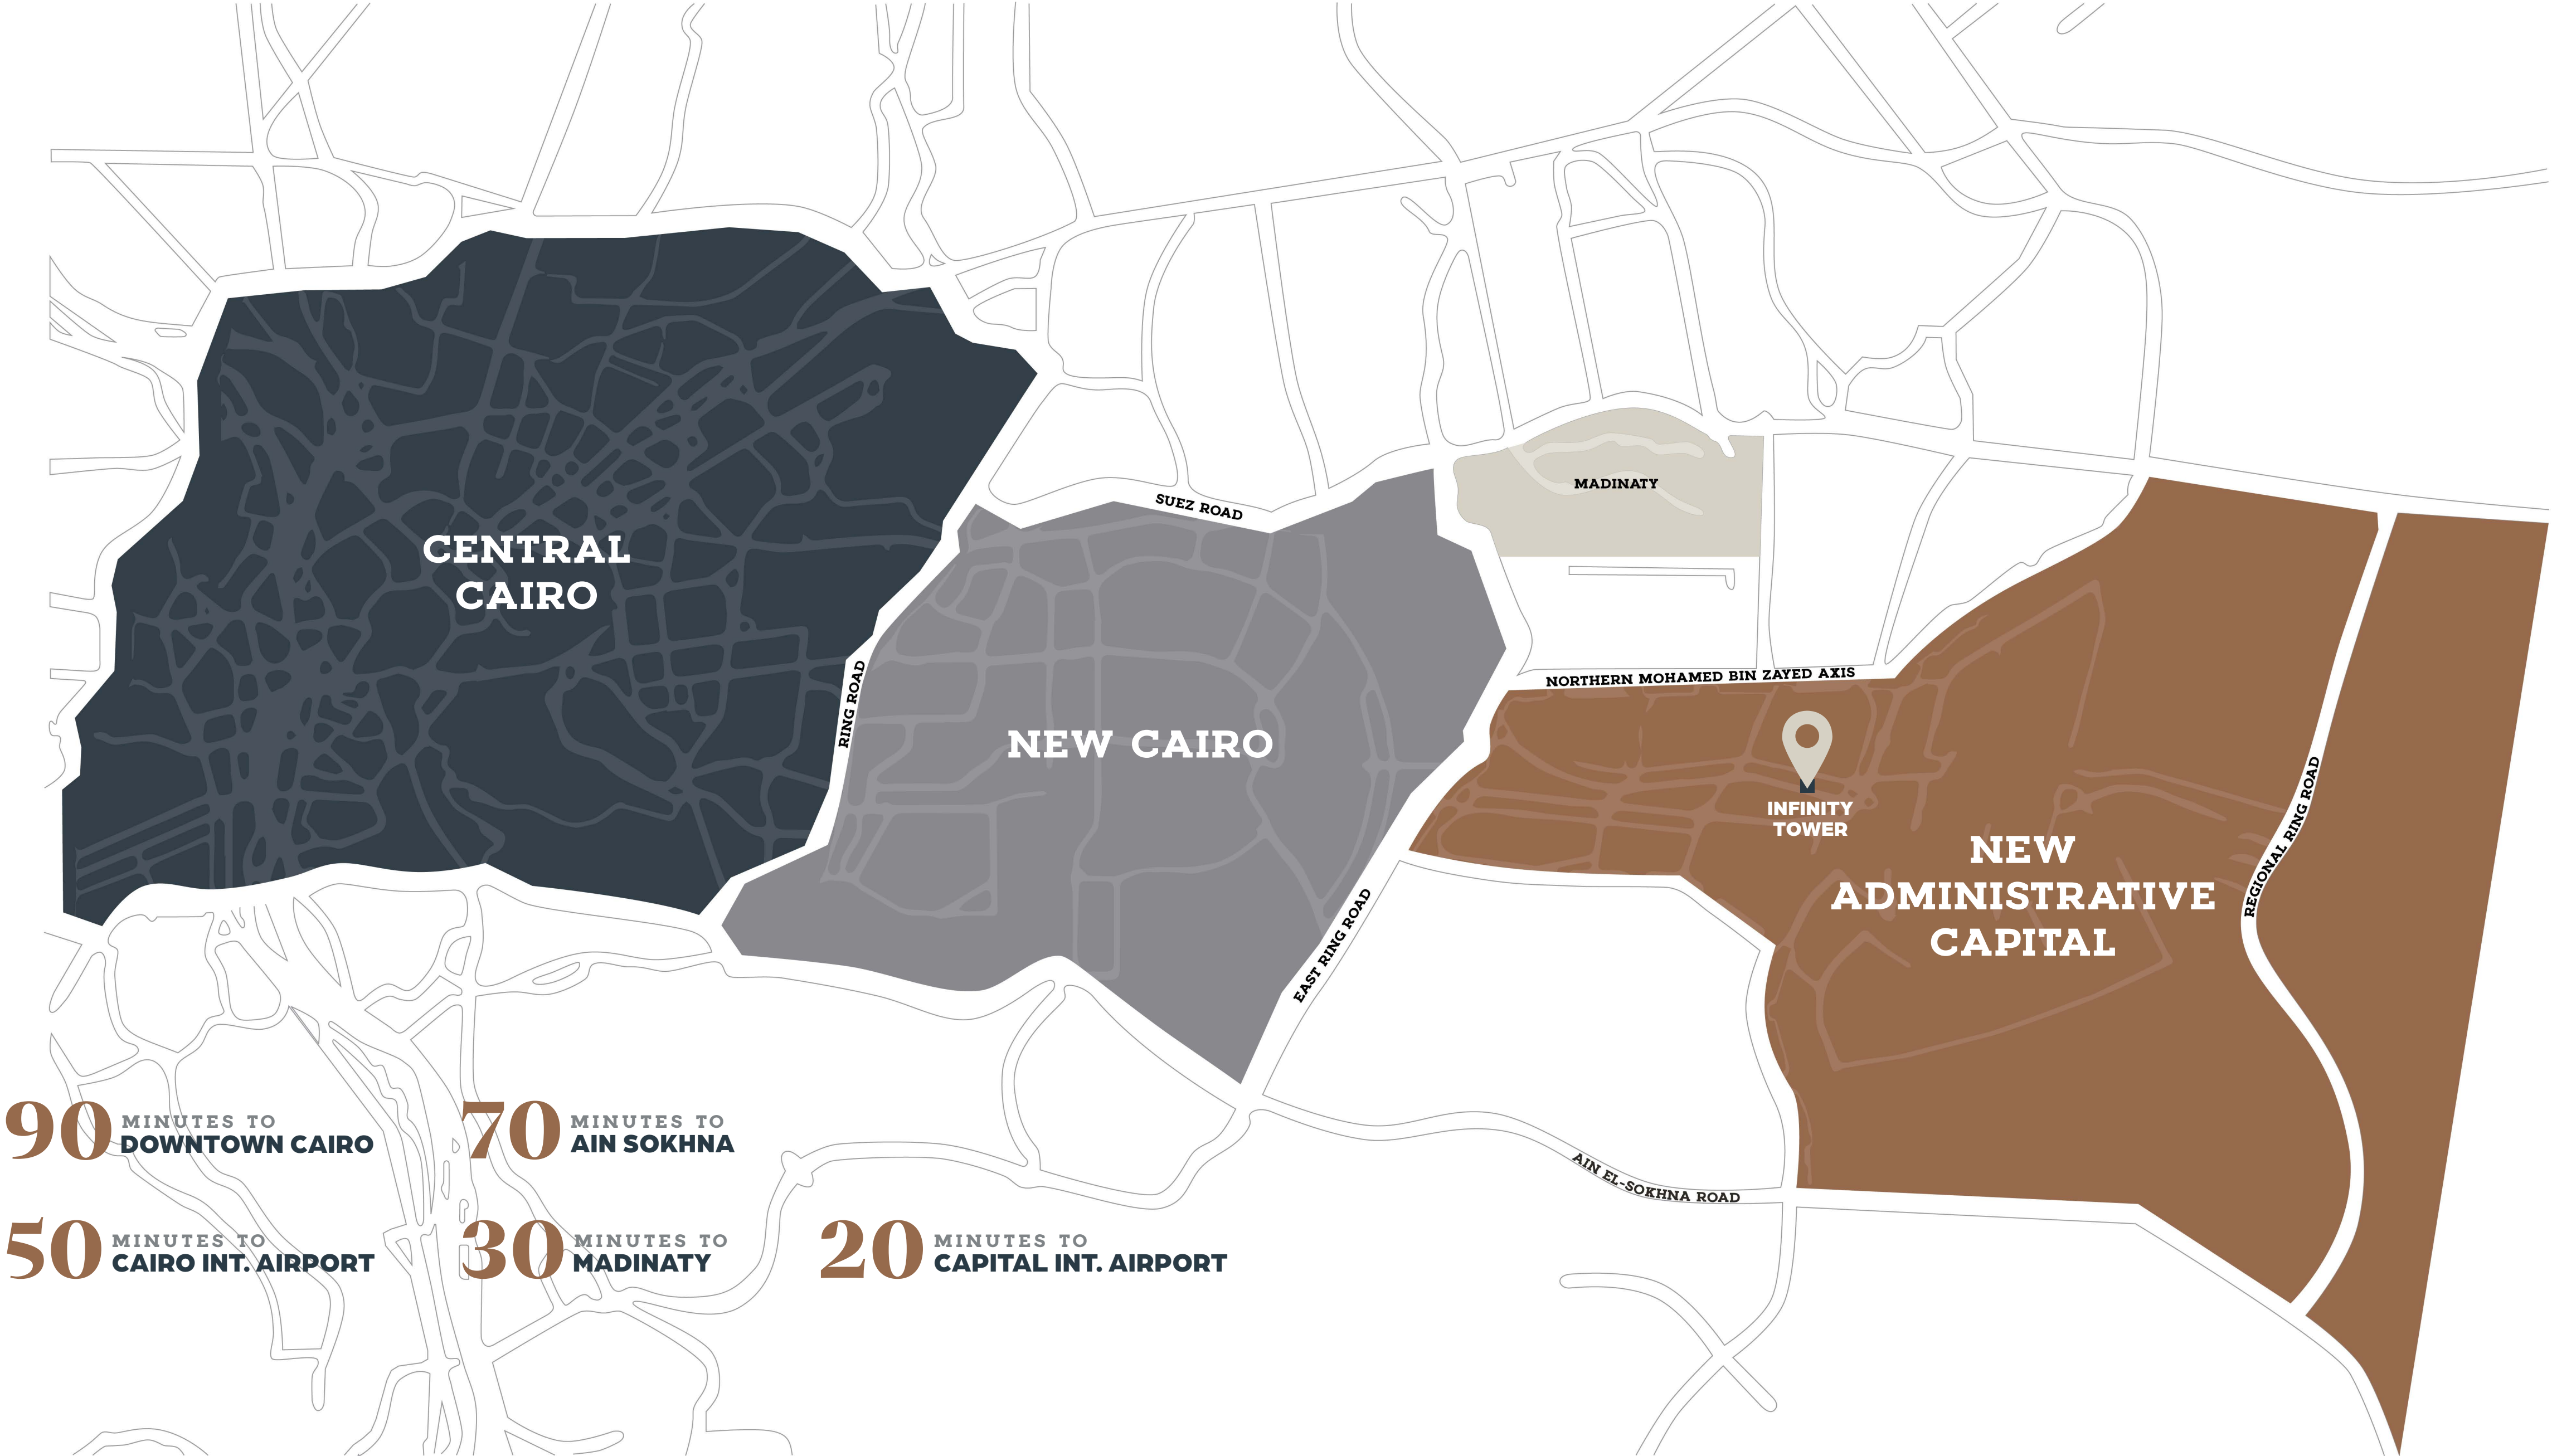 MADINATY
SUEZ ROAD
CENTRAL
CAIRO
RING ROAD
NEW CAIRO
NORTHERN MOHAMED BIN ZAYED AXIS
INFINITY
TOWER
NEW
ADMINISTRATIVE
CAPITAL
REGIONAL RING ROAD
EAST RING ROAD
AIN EL-SOKHNA ROAD
90 MINUTES TO
DOWNTOWN CAIRO
70 MINUTES TO
AIN SOKHNA
50 MINUTES TO
CAIRO INT. AIRPORT
30 MINUTES TO
MADINATY
20 MINUTES TO
CAPITAL INT. AIRPORT